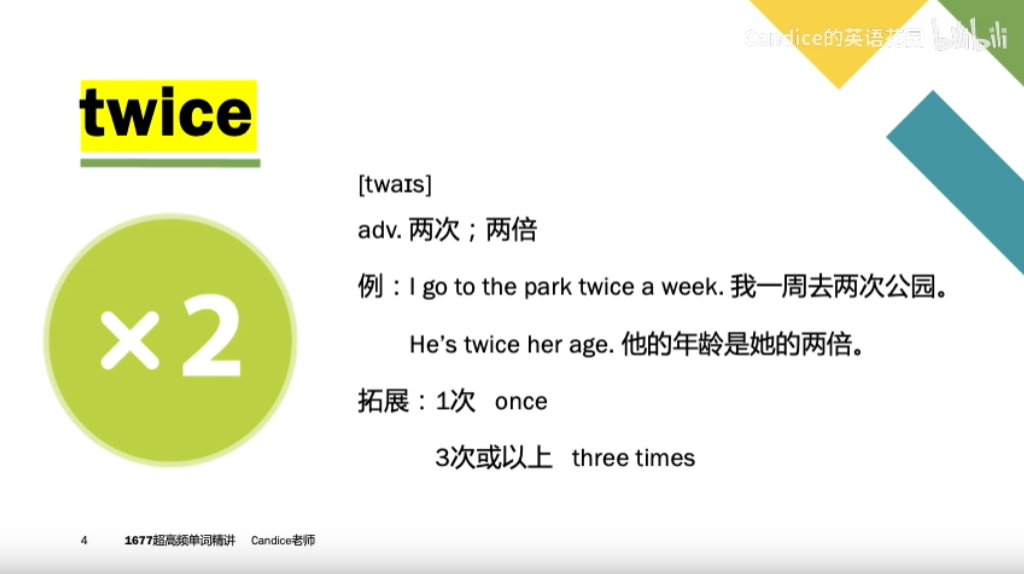 Candice的英语花园 bilibili
twice
[twaɪs]
adv. 两次；两倍
例：I go to the park twice a week. 我一周去两次公园。
He’s twice her age. 他的年龄是她的两倍。
拓展：1次 once
3次或以上 three times
×2
4 1677超高频单词精讲 Candice老师